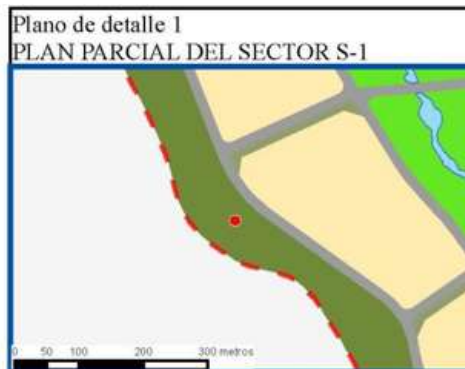 Plano de detalle 1
PLAN PARCIAL DEL SECTOR S-1
0 50 100 200 300 metros